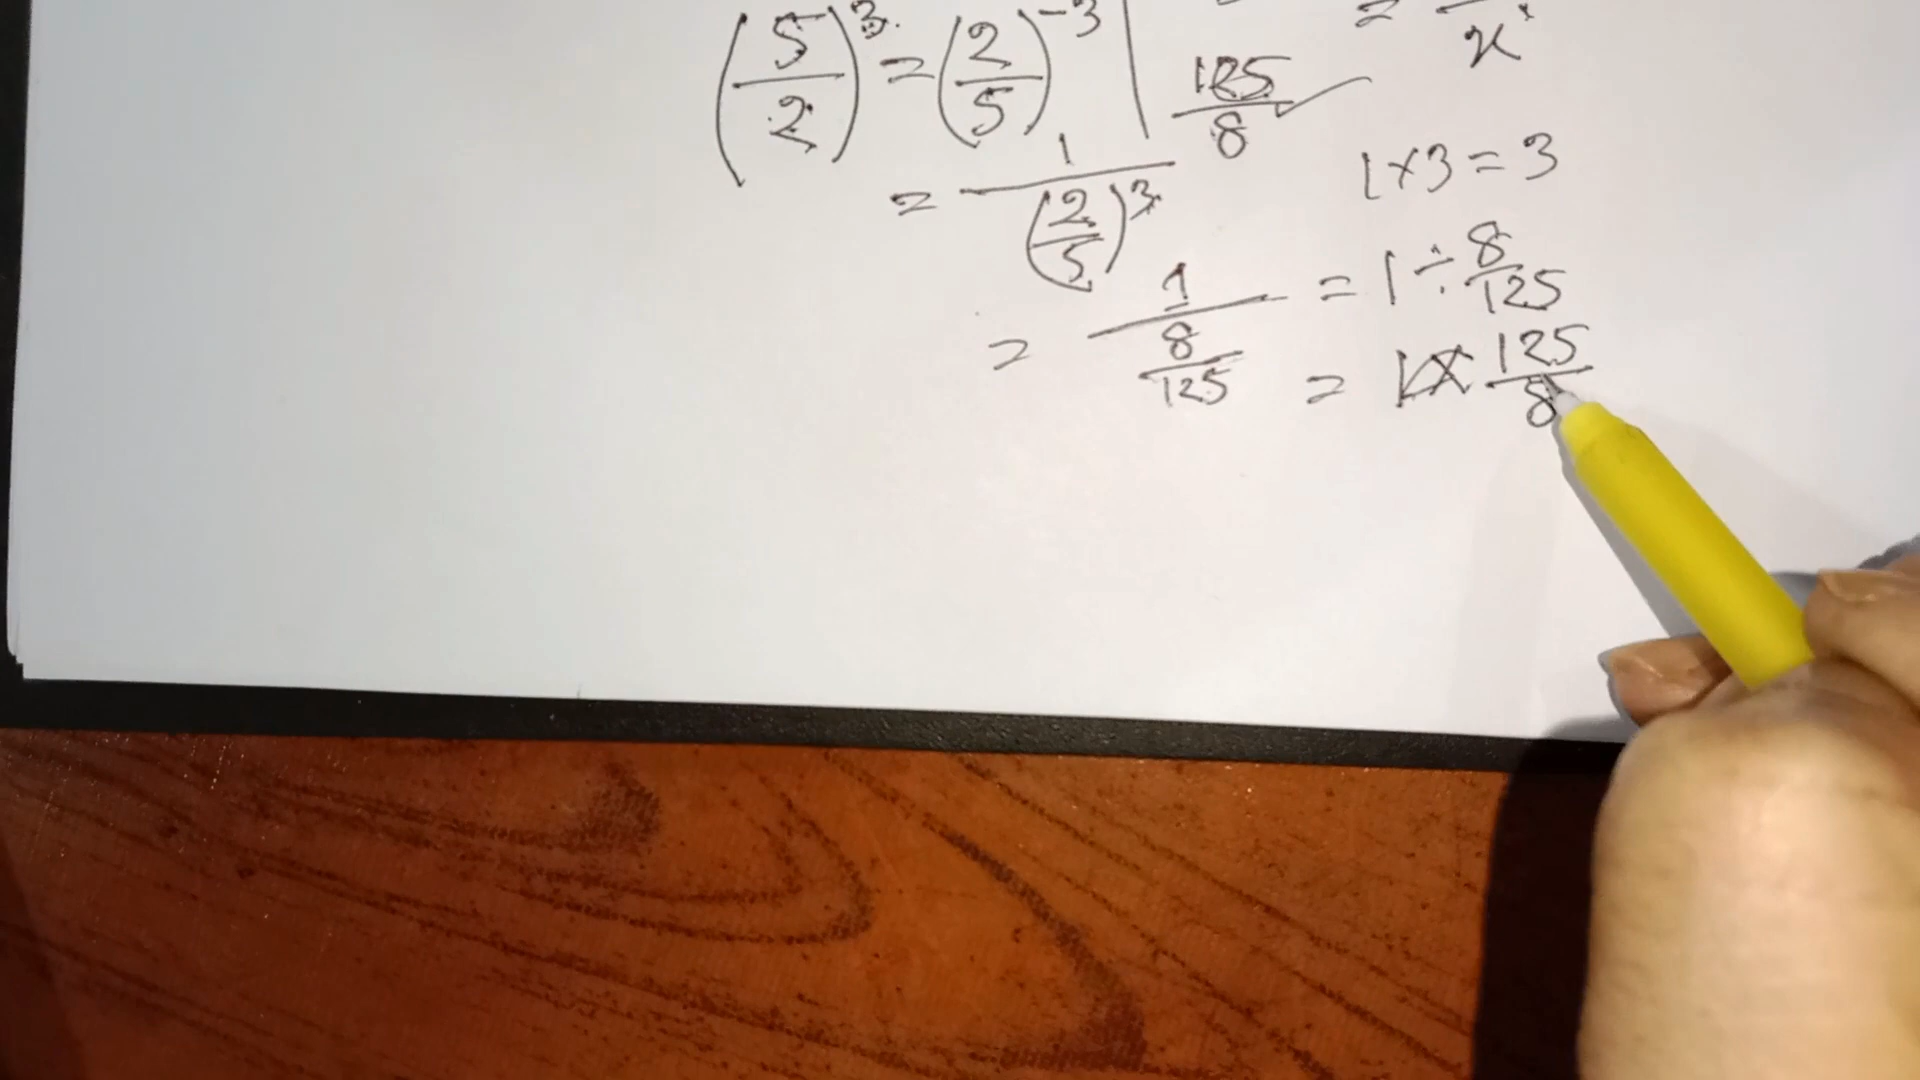 (5/2)^3 = (2/5)^-3
125/8
= 1/(2/5)^3
1×3=3
= 1/(8/125) = 1÷8/125
= 1× 125/8